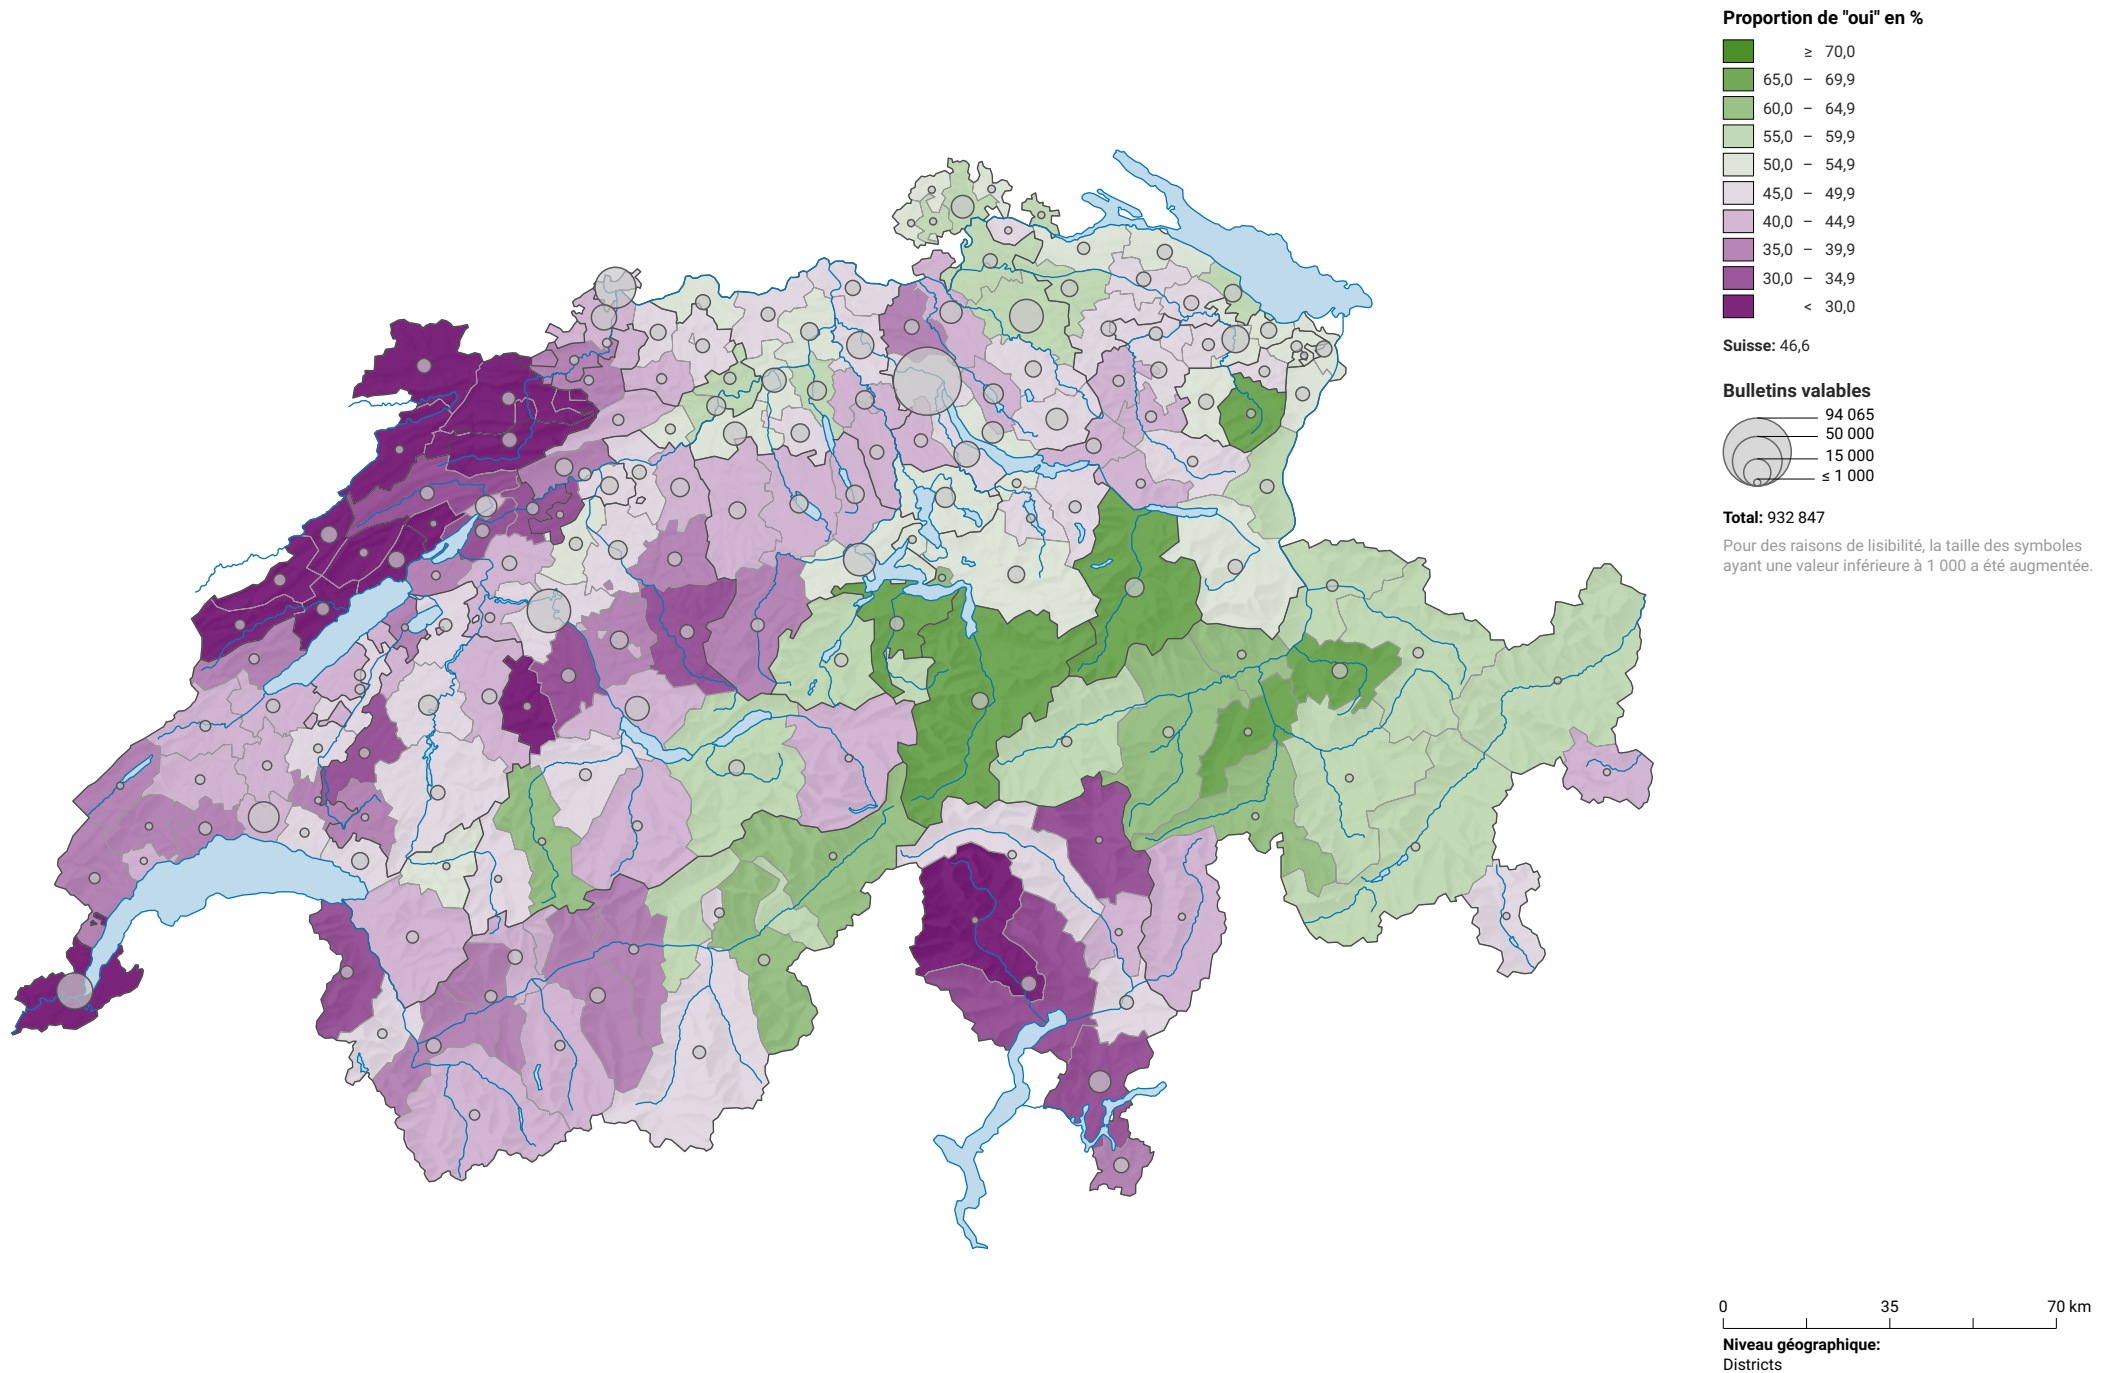 Proportion de "oui" en %
≥ 70,0
65,0 – 69,9
60,0 – 64,9
55,0 – 59,9
50,0 – 54,9
45,0 – 49,9
40,0 – 44,9
35,0 – 39,9
30,0 – 34,9
< 30,0
Suisse: 46,6
Bulletins valables
94 065
50 000
15 000
≤ 1 000
Total: 932 847
Pour des raisons de lisibilité, la taille des symboles
ayant une valeur inférieure à 1 000 a été augmentée.
0 35 70 km
Niveau géographique:
Districts